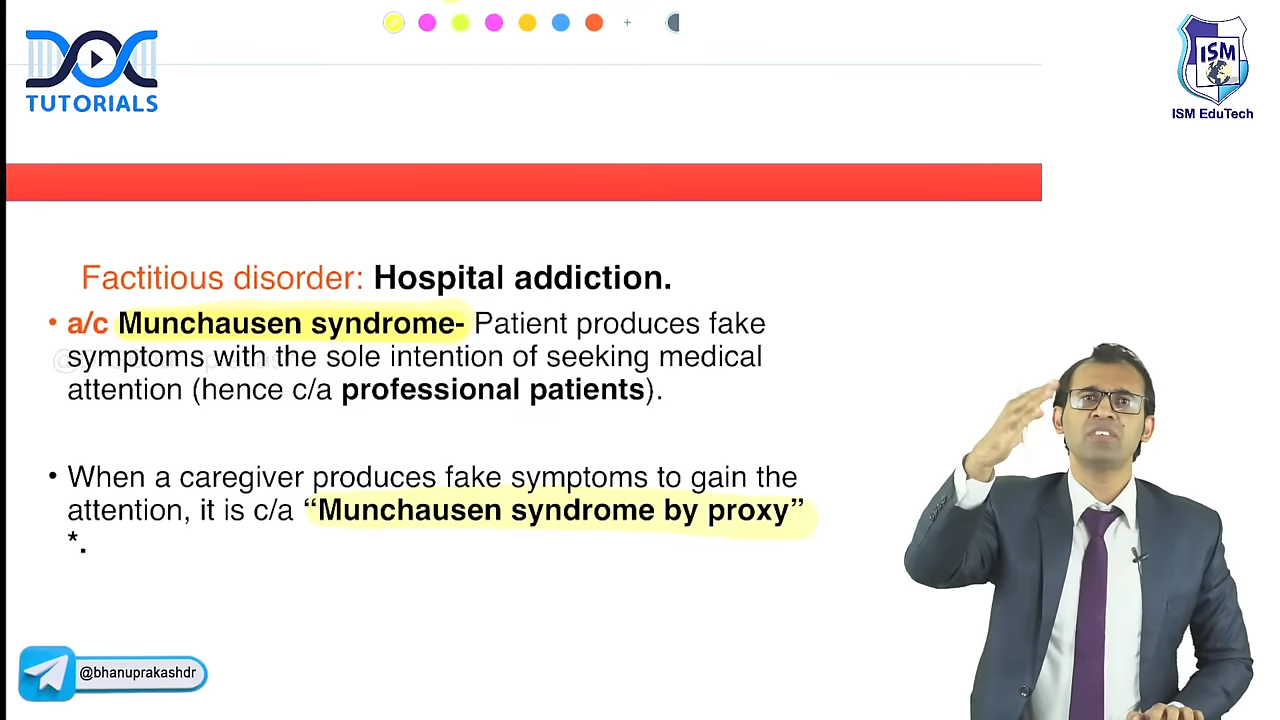 DOC
TUTORIALS
ISM
ISM EduTech
Factitious disorder: Hospital addiction.
• a/c Munchausen syndrome- Patient produces fake
symptoms with the sole intention of seeking medical
attention (hence c/a professional patients).
• When a caregiver produces fake symptoms to gain the
attention, it is c/a “Munchausen syndrome by proxy”
*.
@bhanuprakashdr